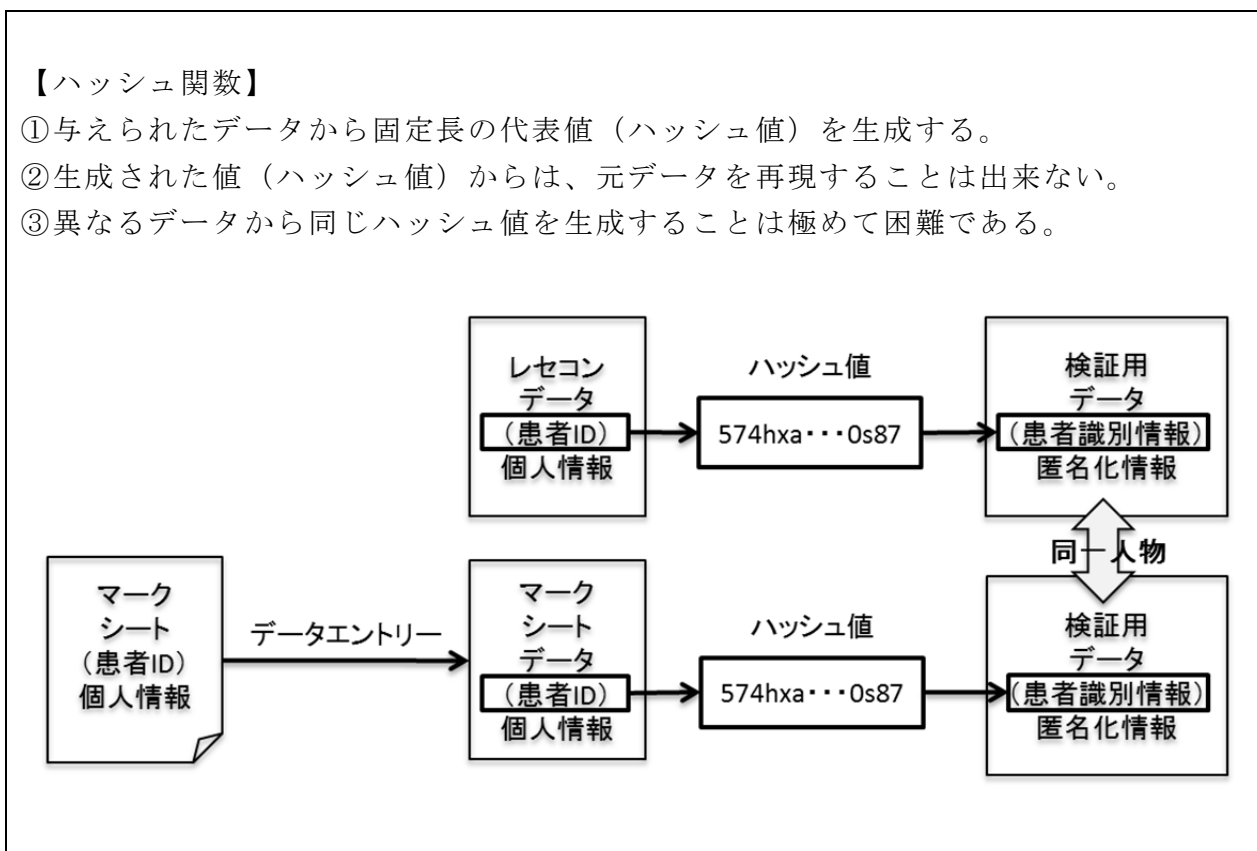 【ハッシュ関数】
①与えられたデータから固定長の代表値（ハッシュ値）を生成する。
②生成された値（ハッシュ値）からは、元データを再現することは出来ない。
③異なるデータから同じハッシュ値を生成することは極めて困難である。
レセコン
データ
（患者ID）
個人情報
ハッシュ値
574hxa・・・0s87
検証用
データ
（患者識別情報）
匿名化情報
同一人物
マーク
シート
（患者ID）
個人情報
データエントリー
マーク
シート
データ
（患者ID）
個人情報
ハッシュ値
574hxa・・・0s87
検証用
データ
（患者識別情報）
匿名化情報